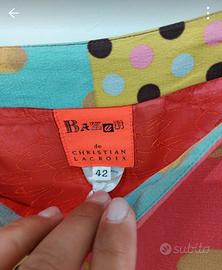 BAZAR
de
CHRISTIAN
LACROIX
42
subito